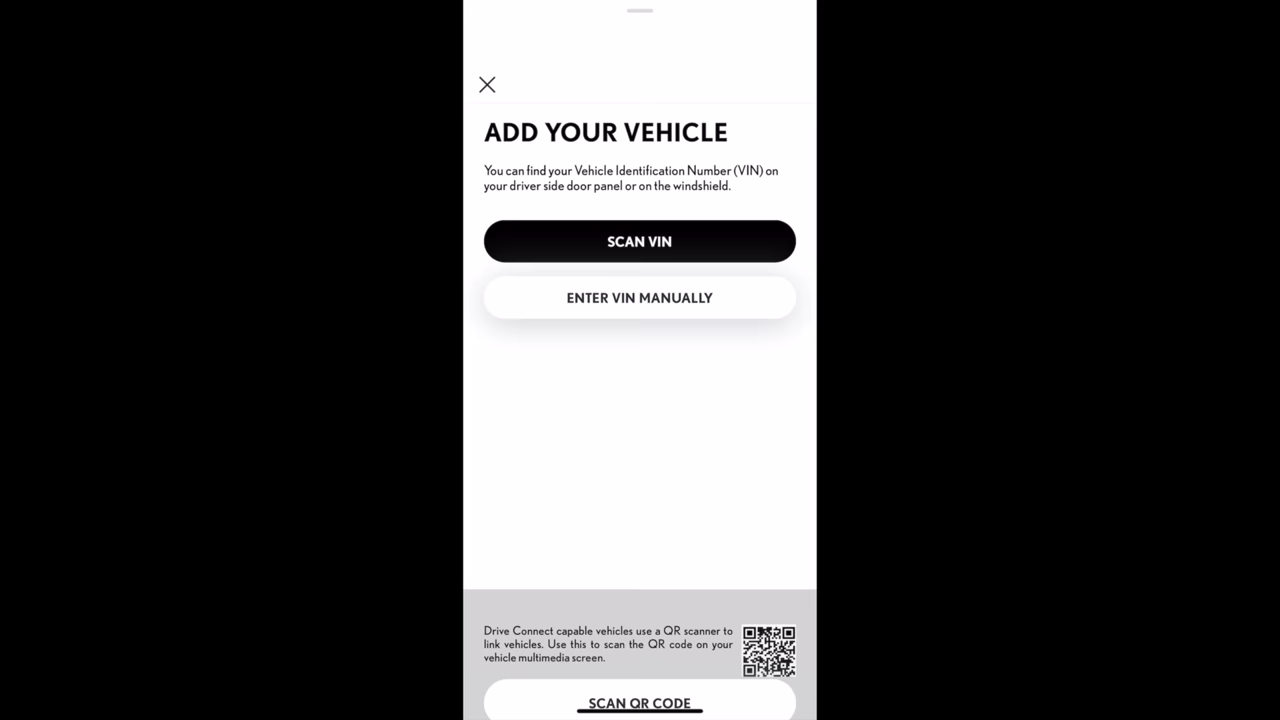 ADD YOUR VEHICLE
You can find your Vehicle Identification Number (VIN) on
your driver side door panel or on the windshield.
SCAN VIN
ENTER VIN MANUALLY
Drive Connect capable vehicles use a QR scanner to
link vehicles. Use this to scan the QR code on your
vehicle multimedia screen.
SCAN QR CODE